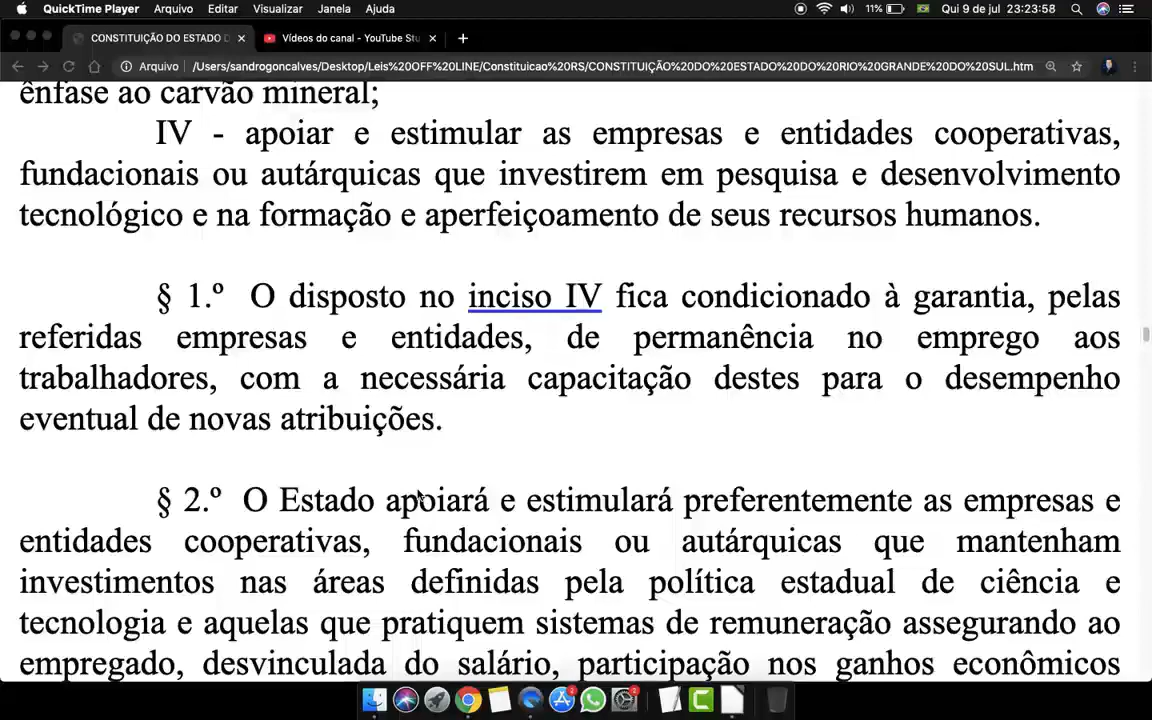 QuickTime Player Arquivo Editar Visualizar Janela Ajuda 11% Qui 9 de jul 23:23:58
CONSTITUIÇÃO DO ESTADO D Vídeos do canal - YouTube Stu
Arquivo /Users/sandrogoncalves/Desktop/Leis%20OFF%20LINE/Constituicao%20RS/CONSTITUIÇÃO%20DO%20ESTADO%20DO%20RIO%20GRANDE%20DO%20SUL.htm
ênfase ao carvão mineral;
IV - apoiar e estimular as empresas e entidades cooperativas,
fundacionais ou autárquicas que investirem em pesquisa e desenvolvimento
tecnológico e na formação e aperfeiçoamento de seus recursos humanos.
§ 1.º O disposto no inciso IV fica condicionado à garantia, pelas
referidas empresas e entidades, de permanência no emprego aos
trabalhadores, com a necessária capacitação destes para o desempenho
eventual de novas atribuições.
§ 2.º O Estado apoiará e estimulará preferentemente as empresas e
entidades cooperativas, fundacionais ou autárquicas que mantenham
investimentos nas áreas definidas pela política estadual de ciência e
tecnologia e aquelas que pratiquem sistemas de remuneração assegurando ao
empregado, desvinculada do salário, participação nos ganhos econômicos